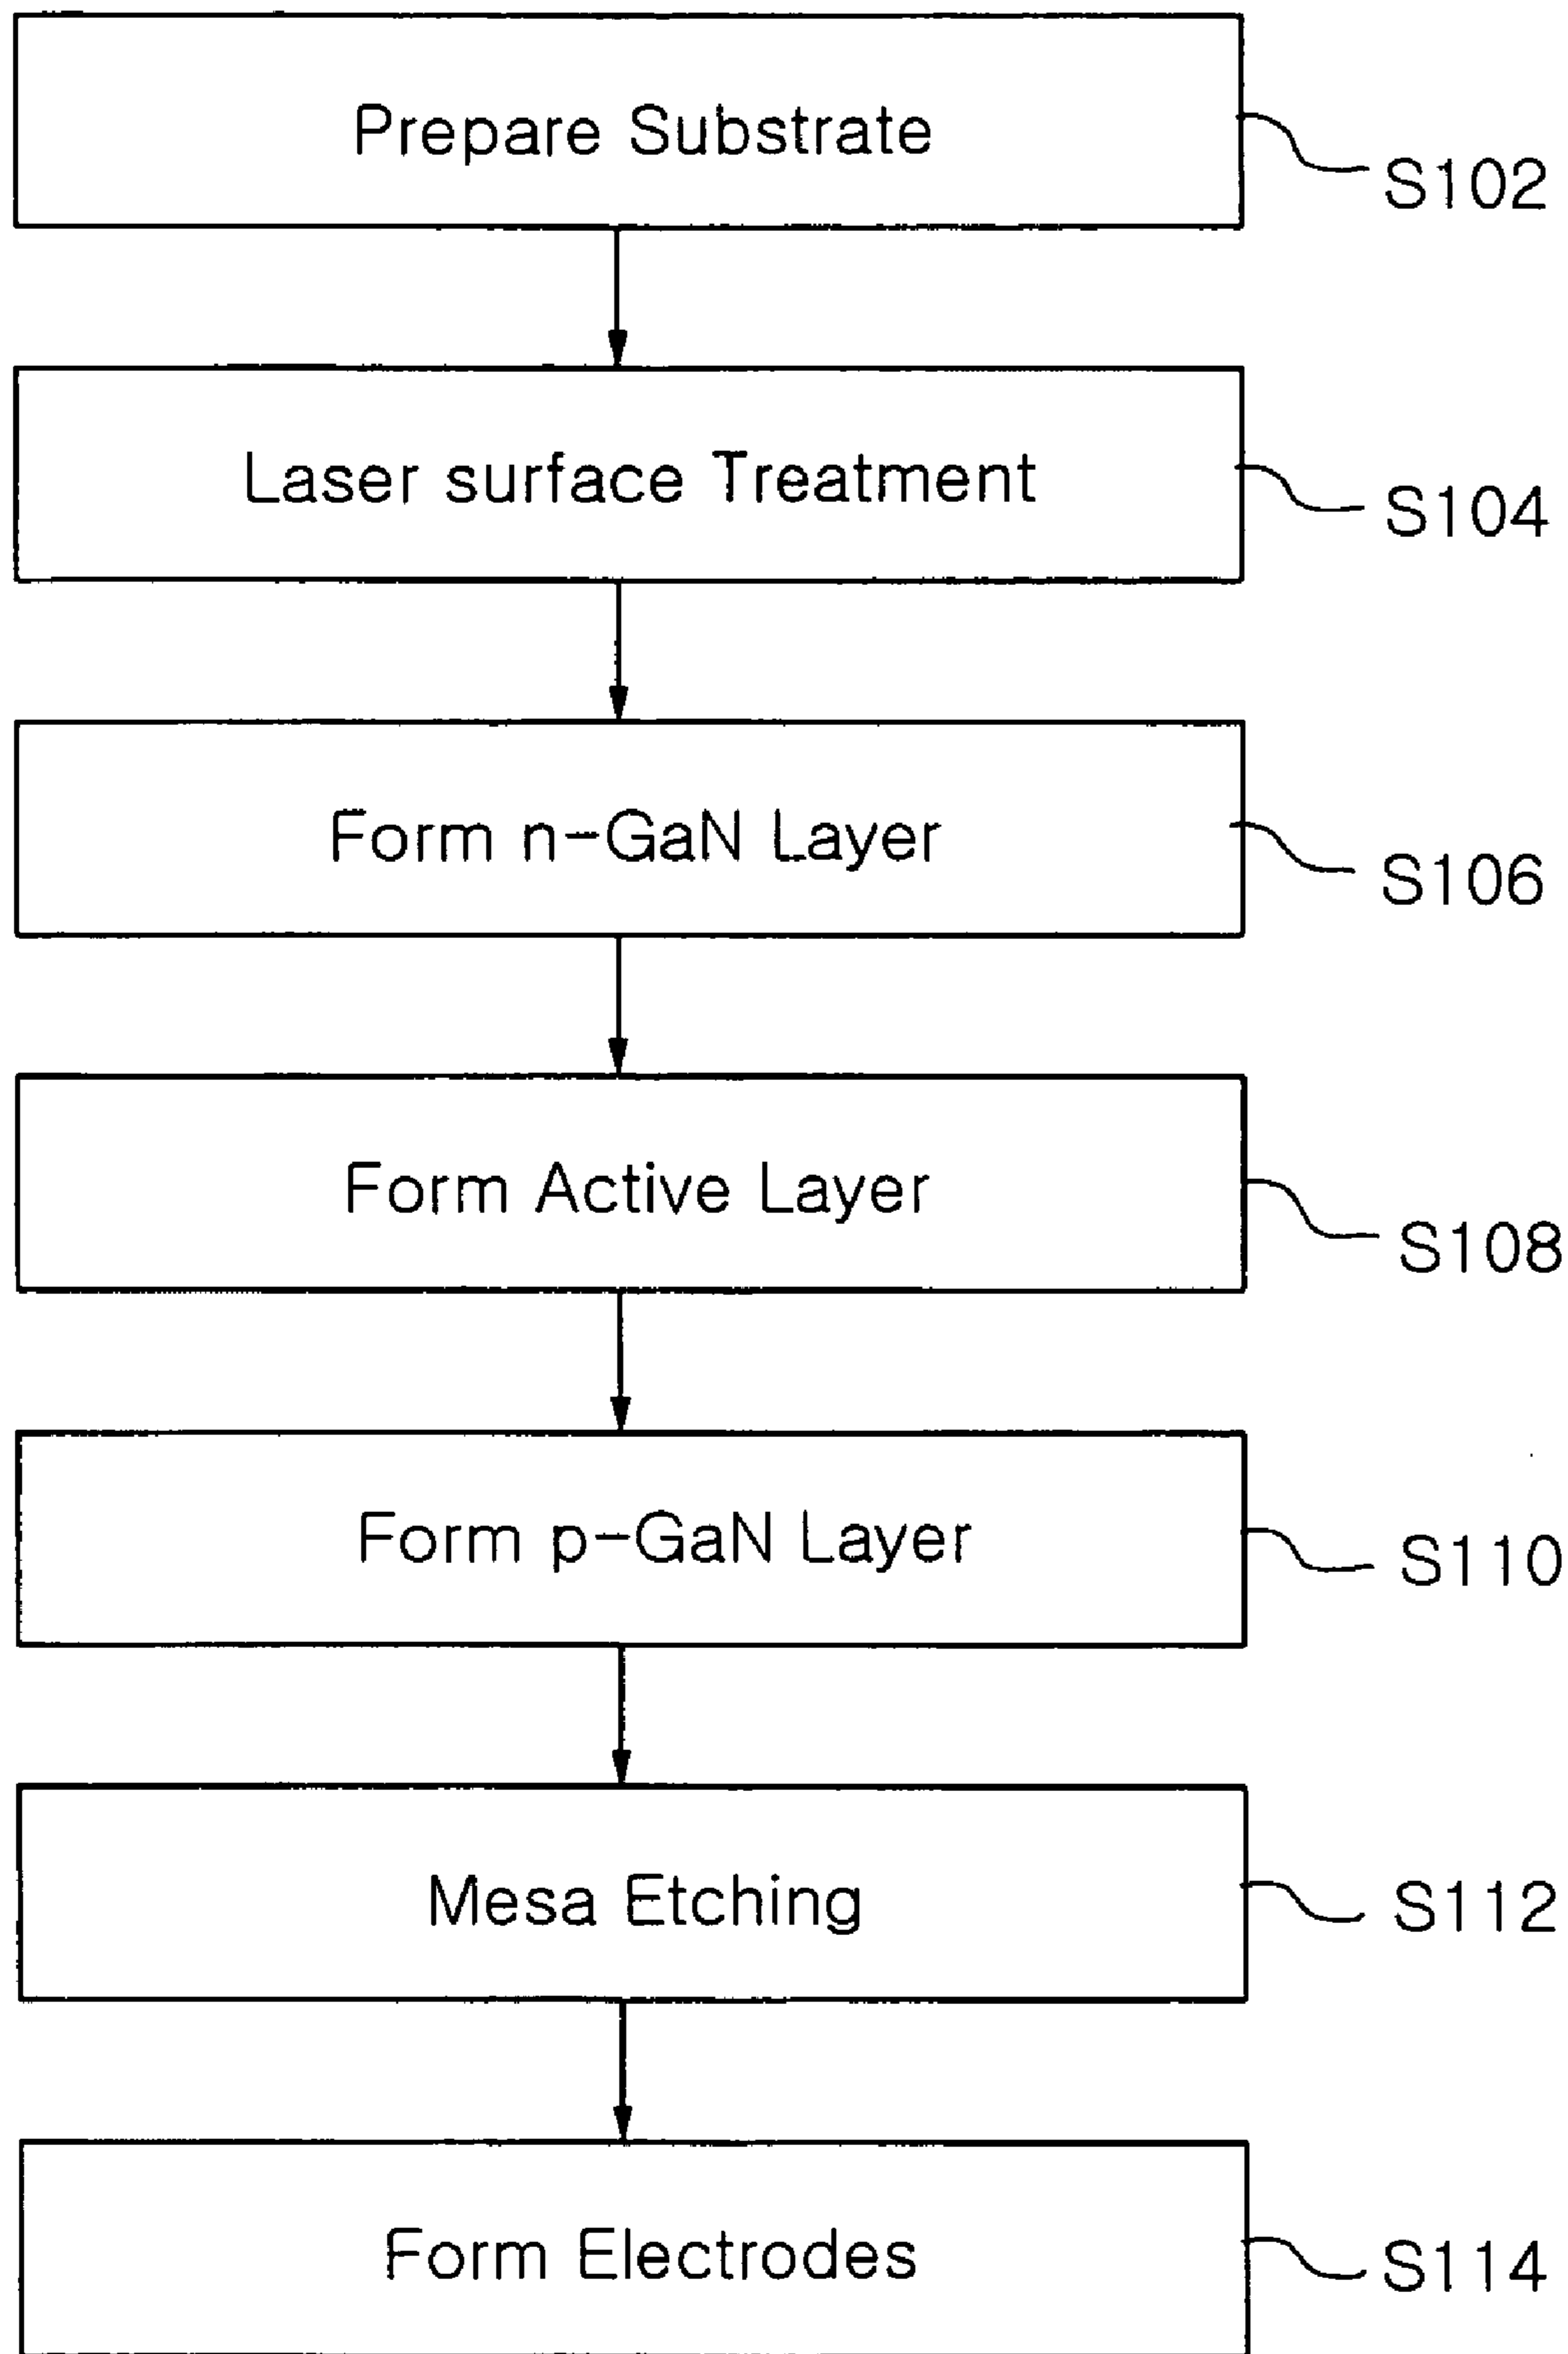 Prepare Substrate
S102
Laser surface Treatment
S104
Form n-GaN Layer
S106
Form Active Layer
S108
Form p-GaN Layer
S110
Mesa Etching
S112
Form Electrodes
S114